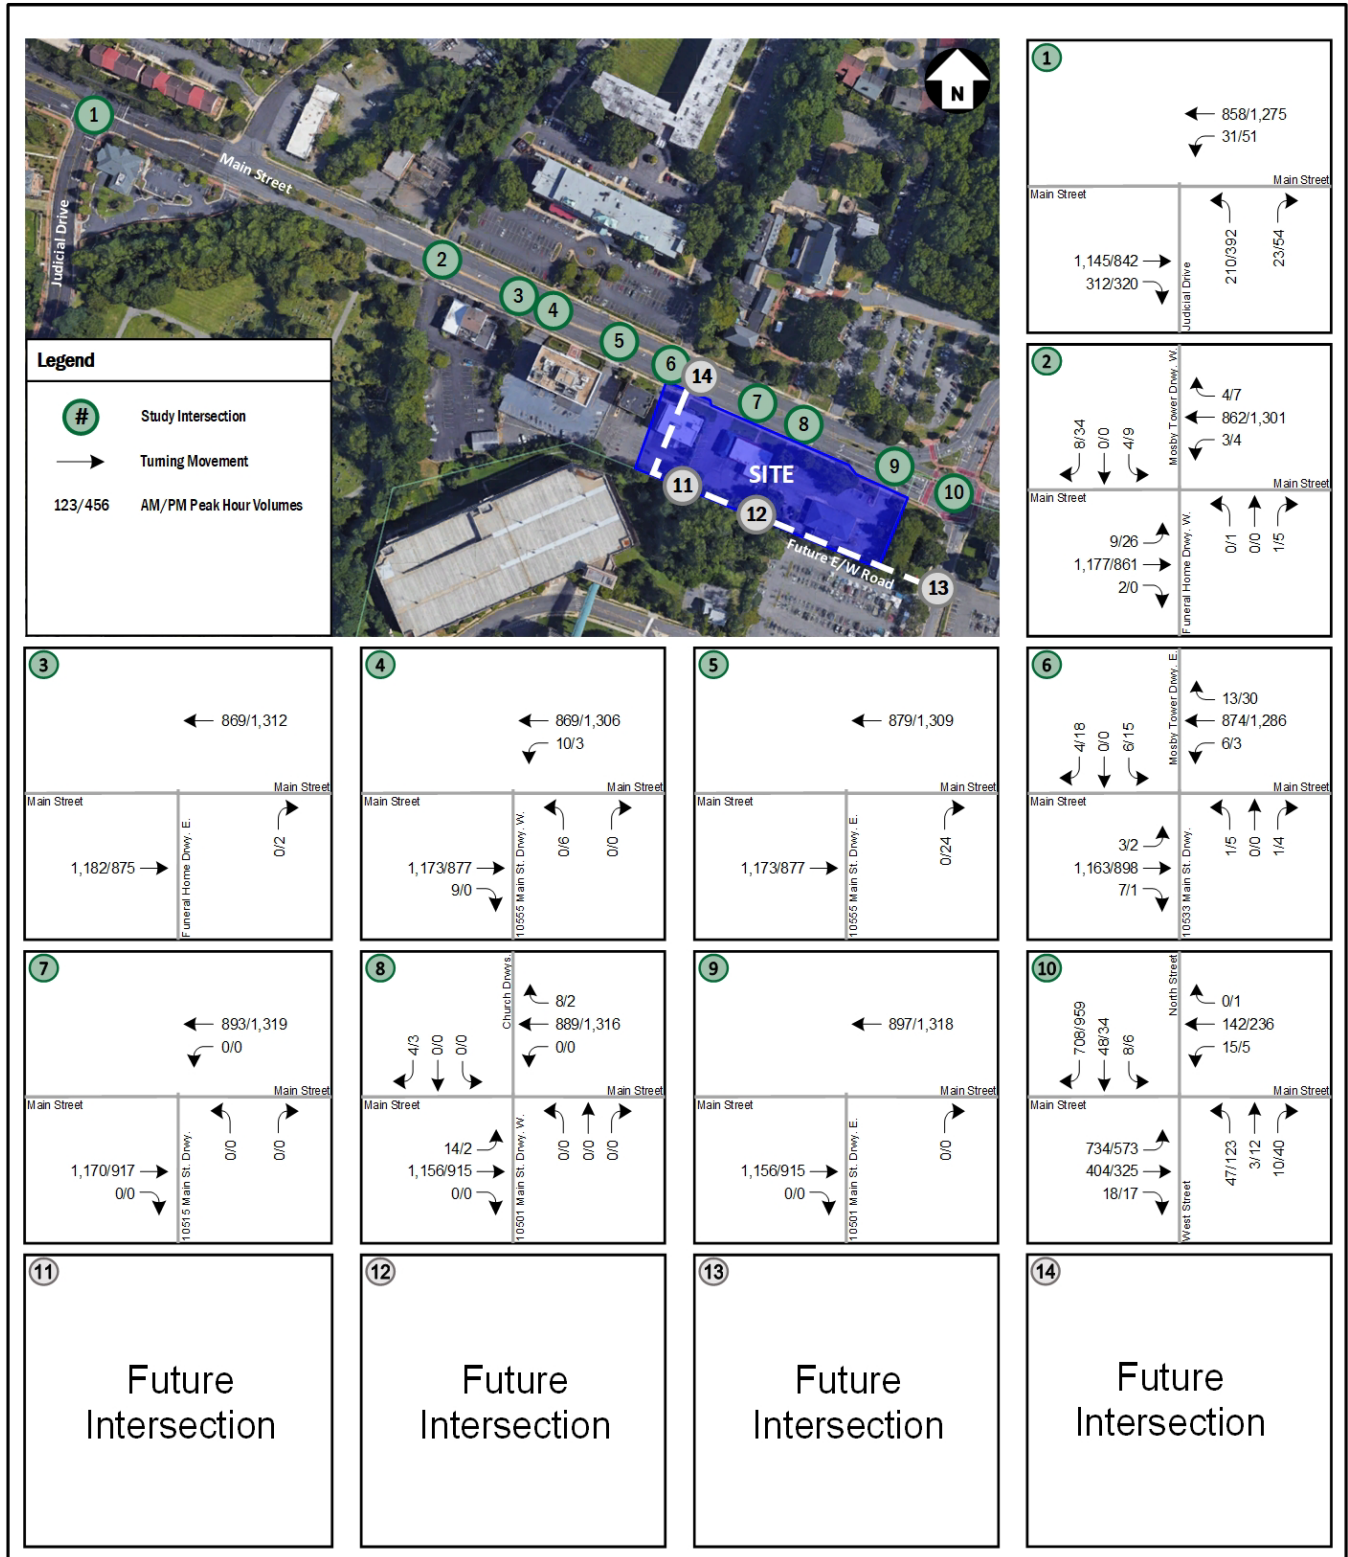 1
2
3
4
5
6
14
7
8
9
10
11
12
13
Main Street
Judicial Drive
SITE
Future E/W Road
N
Legend
# Study Intersection
Turning Movement
123/456 AM/PM Peak Hour Volumes
1
858/1,275
31/51
Main Street
Main Street
1,145/842
312/320
Judicial Drive
210/392
23/54
2
8/34
0/0
4/9
Mosby Tower Drwy. W.
4/7
862/1,301
3/4
Main Street
Main Street
9/26
1,177/861
2/0
Funeral Home Drwy. W.
0/1
0/0
1/5
3
869/1,312
Main Street
Main Street
1,182/875
Funeral Home Drwy. E.
0/2
4
869/1,306
10/3
Main Street
Main Street
1,173/877
9/0
10555 Main St. Drwy. W.
0/6
0/0
5
879/1,309
Main Street
Main Street
1,173/877
10555 Main St. Drwy. E.
0/24
6
4/18
0/0
6/15
Mosby Tower Drwy. E.
13/30
874/1,286
6/3
Main Street
Main Street
3/2
1,163/898
7/1
10533 Main St. Drwy.
1/5
0/0
1/4
7
893/1,319
0/0
Main Street
Main Street
1,170/917
0/0
10515 Main St. Drwy.
0/0
0/0
8
4/3
0/0
0/0
Church Drwys.
8/2
889/1,316
0/0
Main Street
Main Street
14/2
1,156/915
0/0
10501 Main St. Drwy. W.
0/0
0/0
0/0
9
897/1,318
Main Street
Main Street
1,156/915
0/0
10501 Main St. Drwy. E.
0/0
10
708/959
48/34
8/6
North Street
0/1
142/236
15/5
Main Street
Main Street
734/573
404/325
18/17
West Street
47/123
3/12
10/40
11
Future
Intersection
12
Future
Intersection
13
Future
Intersection
14
Future
Intersection